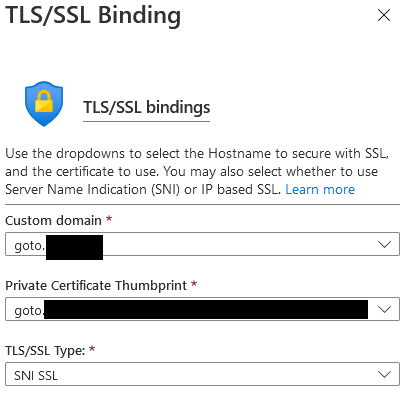 TLS/SSL Binding
TLS/SSL bindings
Use the dropdowns to select the Hostname to secure with SSL,
and the certificate to use. You may also select whether to use
Server Name Indication (SNI) or IP based SSL. Learn more
Custom domain *
goto.
Private Certificate Thumbprint *
goto.
TLS/SSL Type: *
SNI SSL